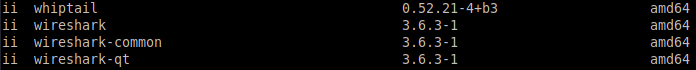 ii  whiptail  0.52.21-4+b3  amd64
ii  wireshark  3.6.3-1  amd64
ii  wireshark-common  3.6.3-1  amd64
ii  wireshark-qt  3.6.3-1  amd64